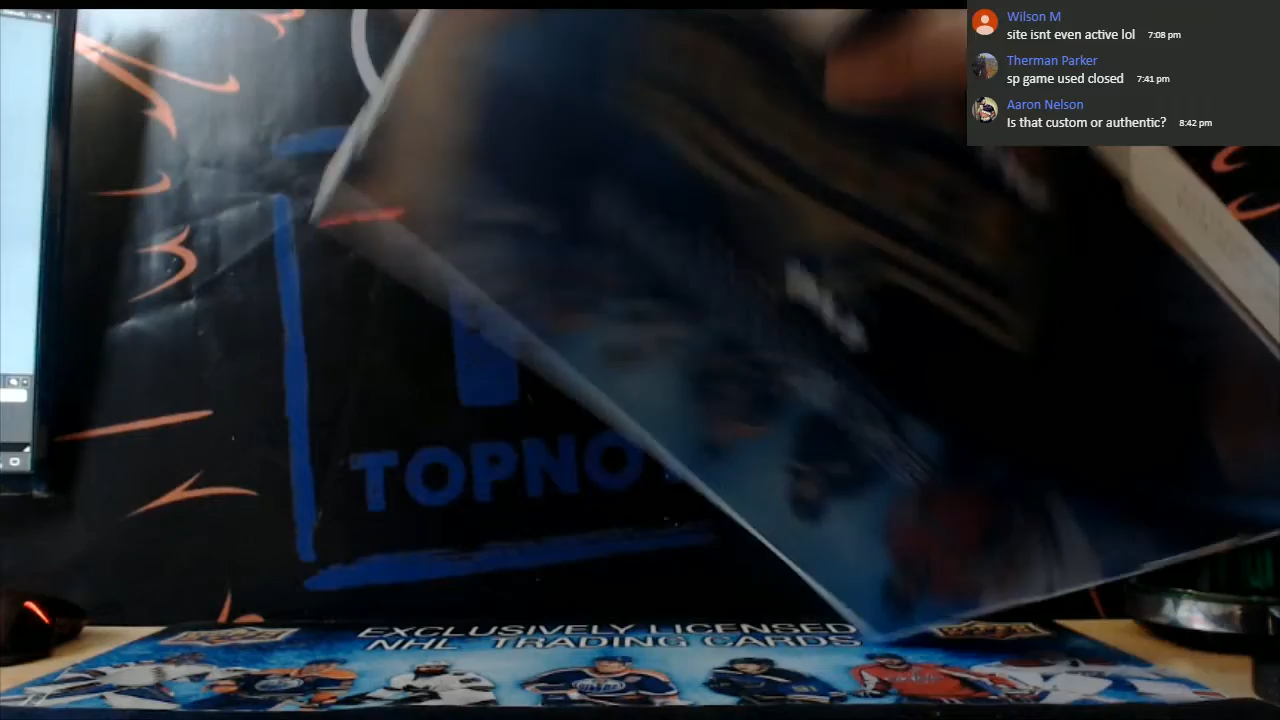 Wilson M
site isnt even active lol 7:08 pm
Therman Parker
sp game used closed 7:41 pm
Aaron Nelson
Is that custom or authentic? 8:42 pm
TOPNO
EXCLUSIVELY LICENSED
NHL TRADING CARDS